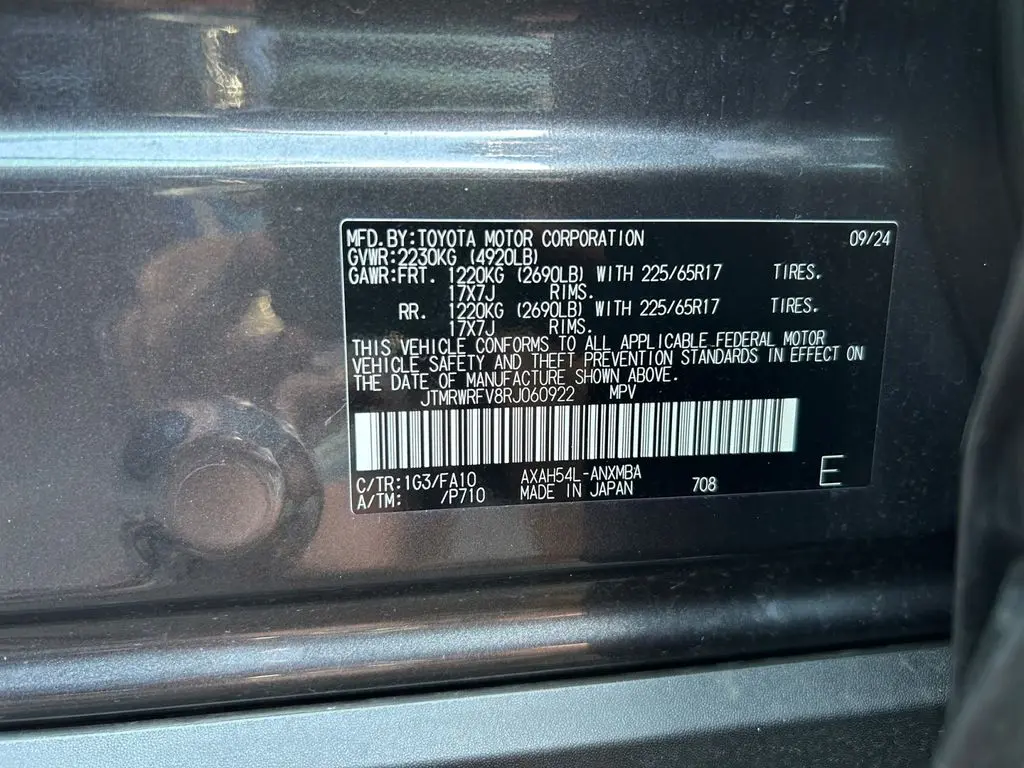 MFD.BY:TOYOTA MOTOR CORPORATION 09/24
GVWR:2230KG (4920LB)
GAWR:FRT. 1220KG (2690LB) WITH 225/65R17 TIRES.
17X7J RIMS.
RR. 1220KG (2690LB) WITH 225/65R17 TIRES.
17X7J RIMS.
THIS VEHICLE CONFORMS TO ALL APPLICABLE FEDERAL MOTOR
VEHICLE SAFETY AND THEFT PREVENTION STANDARDS IN EFFECT ON
THE DATE OF MANUFACTURE SHOWN ABOVE.
JTMRWRFV8RJ060922 MPV
C/TR:1G3/FA10 AXAH54L-ANXMBA
A/TM: /P710 MADE IN JAPAN 708 E